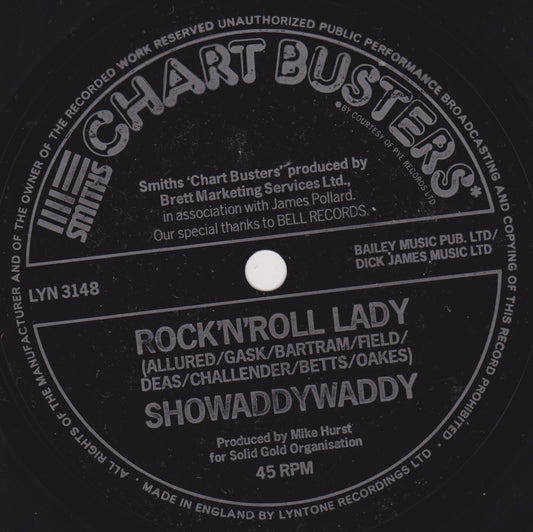 ALL RIGHTS OF THE MANUFACTURER AND OF THE OWNER OF THE RECORDED WORK RESERVED UNAUTHORIZED PUBLIC PERFORMANCE BROADCASTING AND COPYING OF THIS RECORD PROHIBITED
SMITHS
CHART BUSTERS*
*BY COURTESY OF PYE RECORDS LTD
Smiths 'Chart Busters' produced by
Brett Marketing Services Ltd.,
in association with James Pollard.
Our special thanks to BELL RECORDS.
BAILEY MUSIC PUB. LTD/
DICK JAMES MUSIC LTD
LYN 3148
ROCK'N'ROLL LADY
(ALLURED/GASK/BARTRAM/FIELD/
DEAS/CHALLENDER/BETTS/OAKES)
SHOWADDYWADDY
Produced by Mike Hurst
for Solid Gold Organisation
45 RPM
• MADE IN ENGLAND BY LYNTONE RECORDINGS LTD •